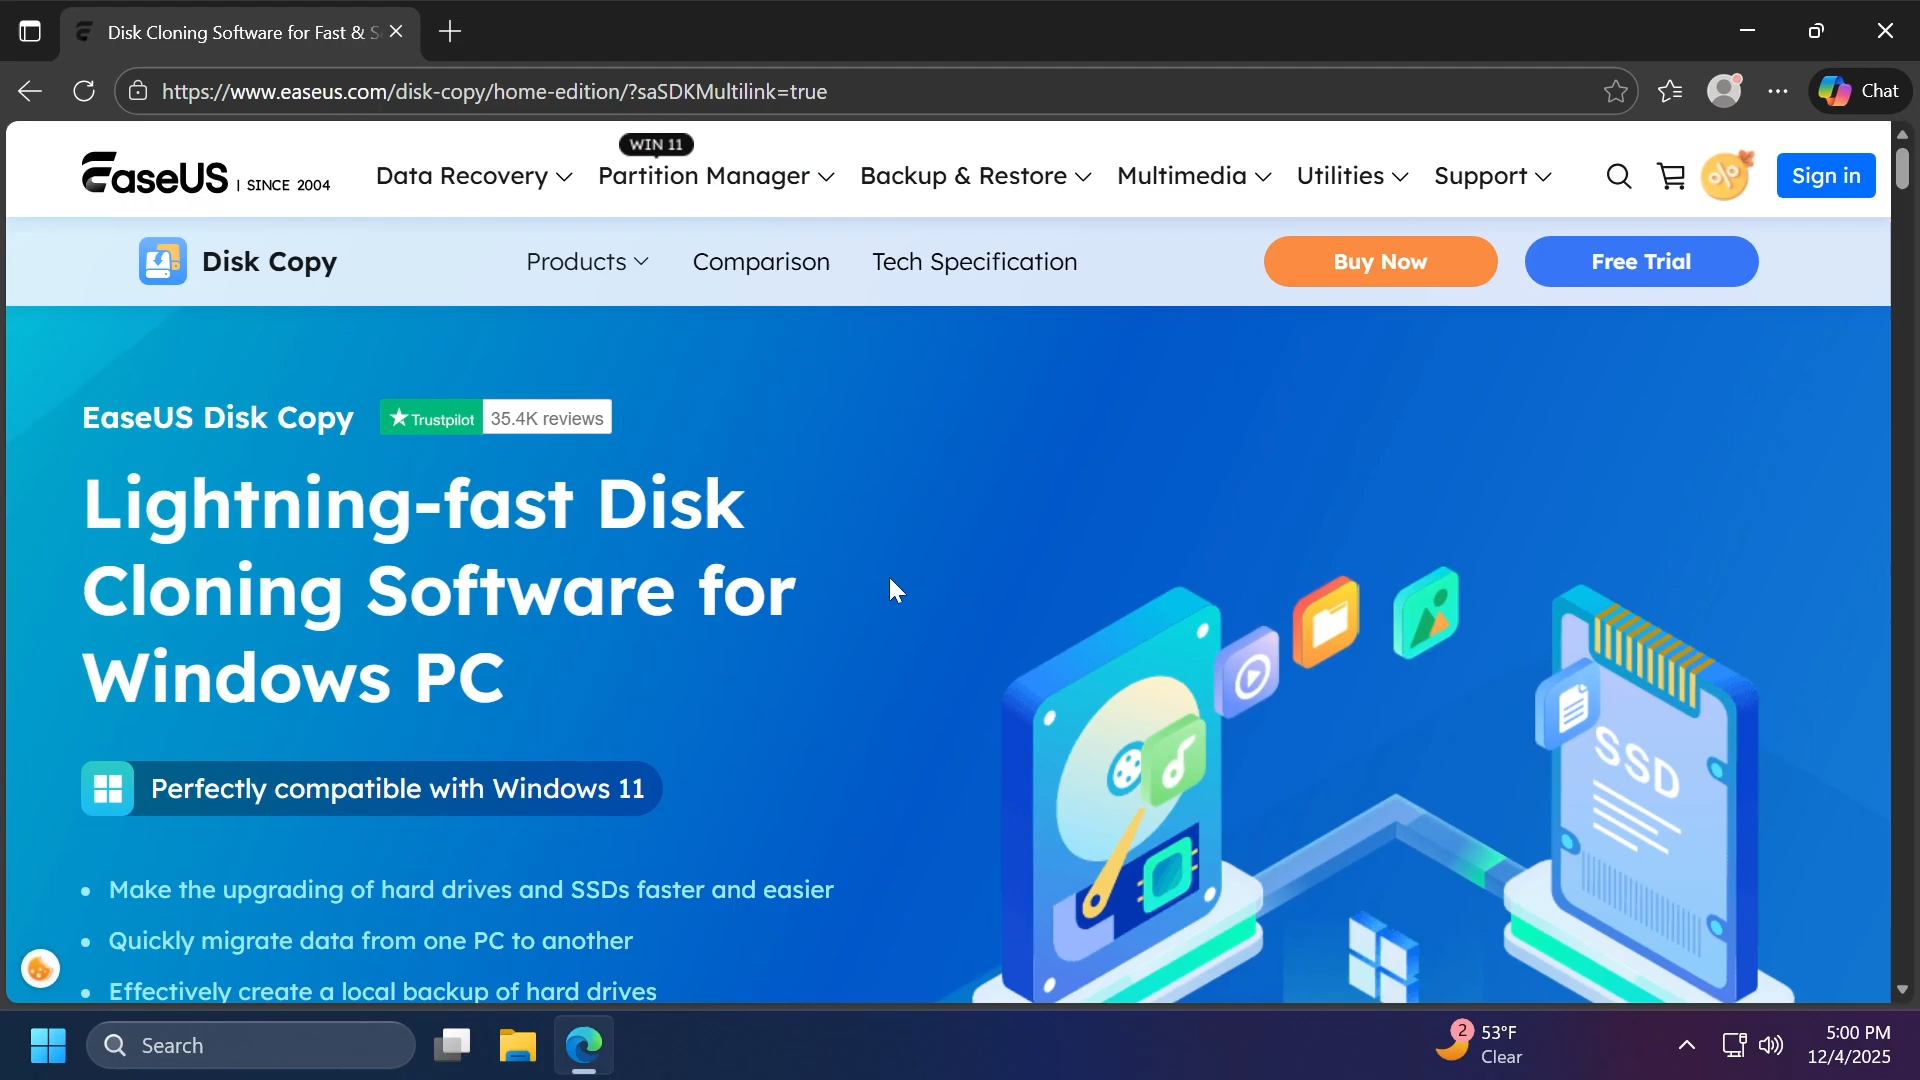 Disk Cloning Software for Fast & S
https://www.easeus.com/disk-copy/home-edition/?saSDKMultilink=true
Chat
WIN 11
EaseUS | SINCE 2004
Data Recovery
Partition Manager
Backup & Restore
Multimedia
Utilities
Support
%
Sign in
Disk Copy
Products
Comparison
Tech Specification
Buy Now
Free Trial
EaseUS Disk Copy
Trustpilot
35.4K reviews
Lightning-fast Disk
Cloning Software for
Windows PC
Perfectly compatible with Windows 11
• Make the upgrading of hard drives and SSDs faster and easier
• Quickly migrate data from one PC to another
• Effectively create a local backup of hard drives
SSD
Search
2
53°F
Clear
5:00 PM
12/4/2025